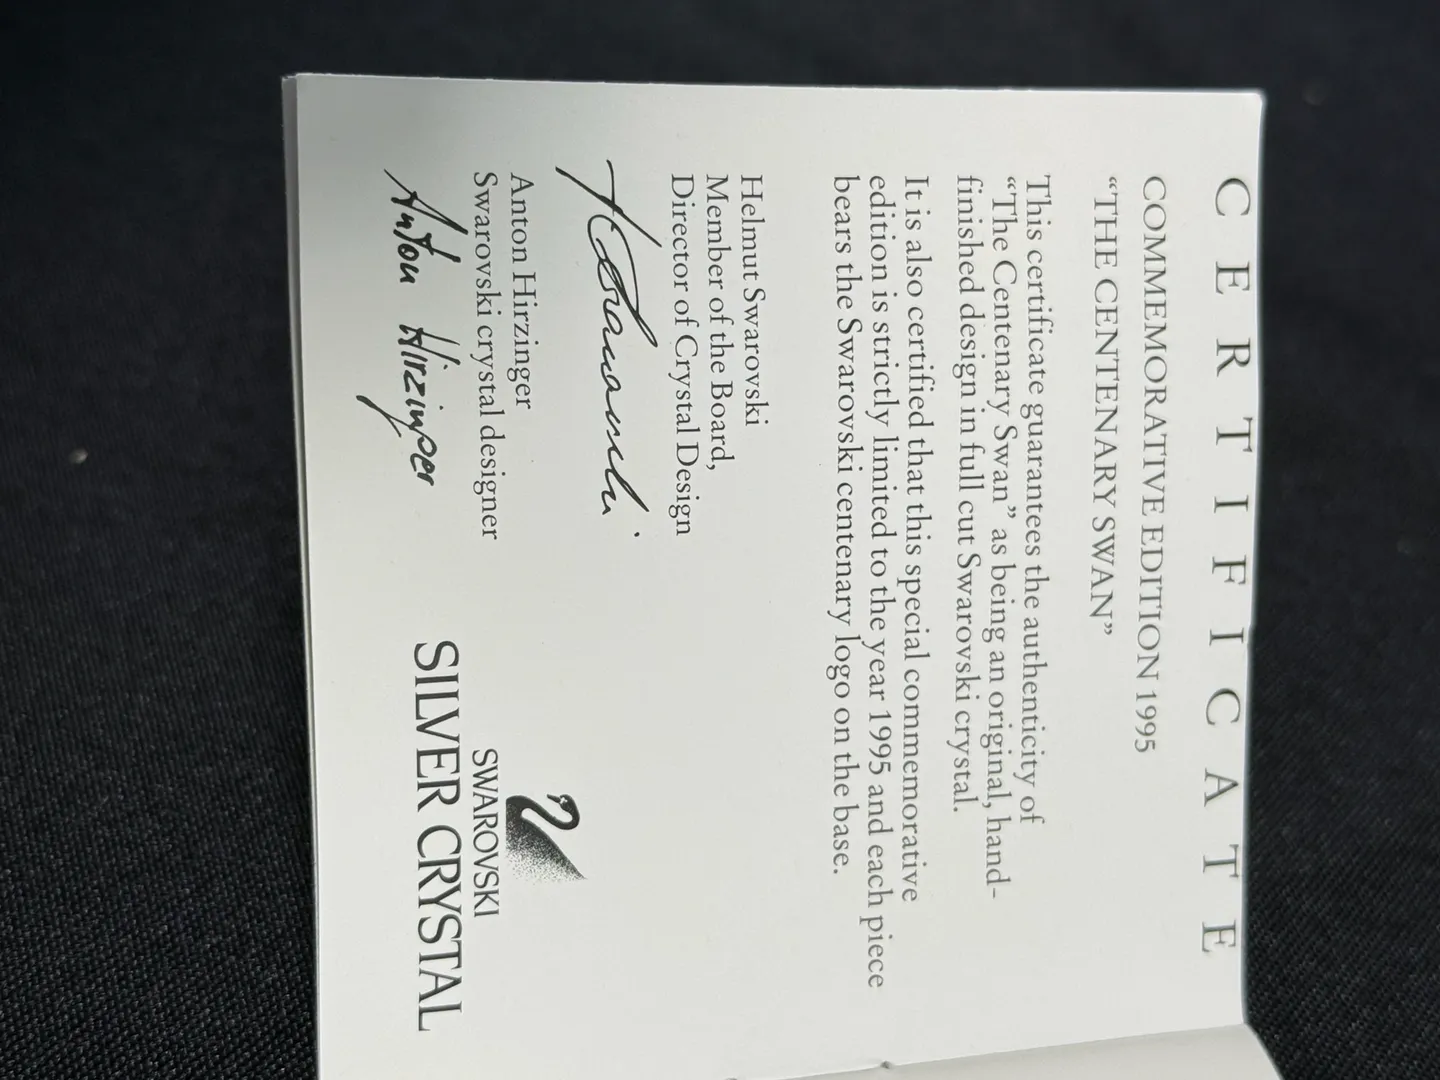 CERTIFICATE
COMMEMORATIVE EDITION 1995
“THE CENTENARY SWAN”
This certificate guarantees the authenticity of
“The Centenary Swan” as being an original, hand-
finished design in full cut Swarovski crystal.
It is also certified that this special commemorative
edition is strictly limited to the year 1995 and each piece
bears the Swarovski centenary logo on the base.
Helmut Swarovski
Member of the Board,
Director of Crystal Design
Anton Hirzinger
Swarovski crystal designer
Anton Hirzinger
SWAROVSKI
SILVER CRYSTAL